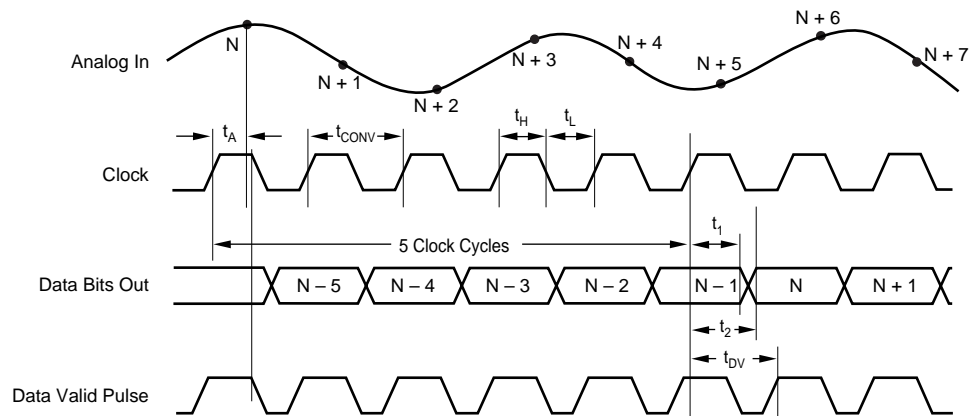 Analog In
N
N + 1
N + 2
N + 3
N + 4
N + 5
N + 6
N + 7
Clock
tA
tCONV
tH
tL
5 Clock Cycles
t1
Data Bits Out
N – 5
N – 4
N – 3
N – 2
N – 1
N
N + 1
t2
tDV
Data Valid Pulse